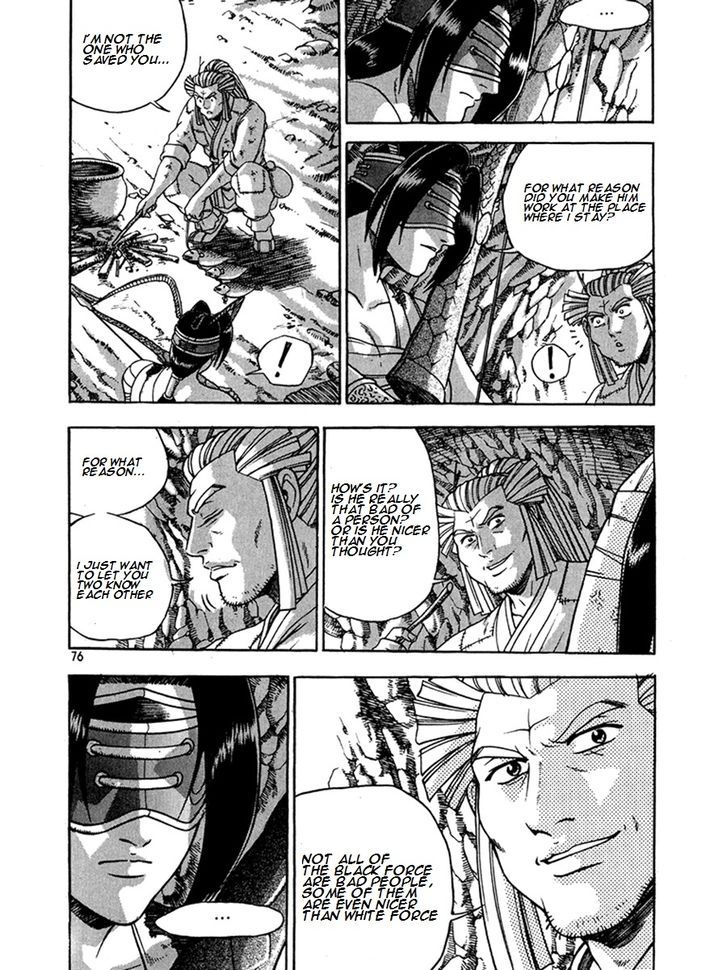 I'M NOT THE
ONE WHO
SAVED YOU...
...
FOR WHAT REASON
DID YOU MAKE HIM
WORK AT THE PLACE
WHERE I STAY?
!
!
FOR WHAT
REASON...
I JUST WANT
TO LET YOU
TWO KNOW
EACH OTHER
HOW'S IT?
IS HE REALLY
THAT BAD OF
A PERSON?
OR IS HE NICER
THAN YOU
THOUGHT?
76
...
NOT ALL OF
THE BLACK FORCE
ARE BAD PEOPLE,
SOME OF THEM
ARE EVEN NICER
THAN WHITE FORCE